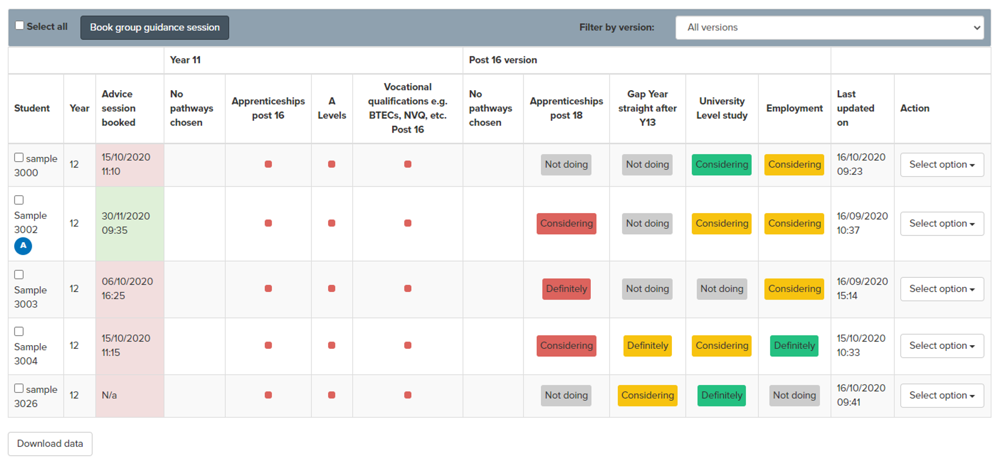 Select all
Book group guidance session
Filter by version:
All versions
Year 11
Post 16 version
Student
Year
Advice
session
booked
No
pathways
chosen
Apprenticeships
post 16
A
Levels
Vocational
qualifications e.g.
BTECs, NVQ, etc.
Post 16
No
pathways
chosen
Apprenticeships
post 18
Gap Year
straight after
Y13
University
Level study
Employment
Last
updated
on
Action
sample
3000
12
15/10/2020
11:10
Not doing
Not doing
Considering
Considering
16/10/2020
09:23
Select option
Sample
3002
A
12
30/11/2020
09:35
Considering
Not doing
Considering
Considering
16/09/2020
10:37
Select option
Sample
3003
12
06/10/2020
16:25
Definitely
Not doing
Not doing
Considering
16/09/2020
15:14
Select option
Sample
3004
12
15/10/2020
11:15
Considering
Definitely
Considering
Definitely
15/10/2020
10:33
Select option
sample
3026
12
N/a
Not doing
Considering
Definitely
Not doing
16/10/2020
09:41
Select option
Download data